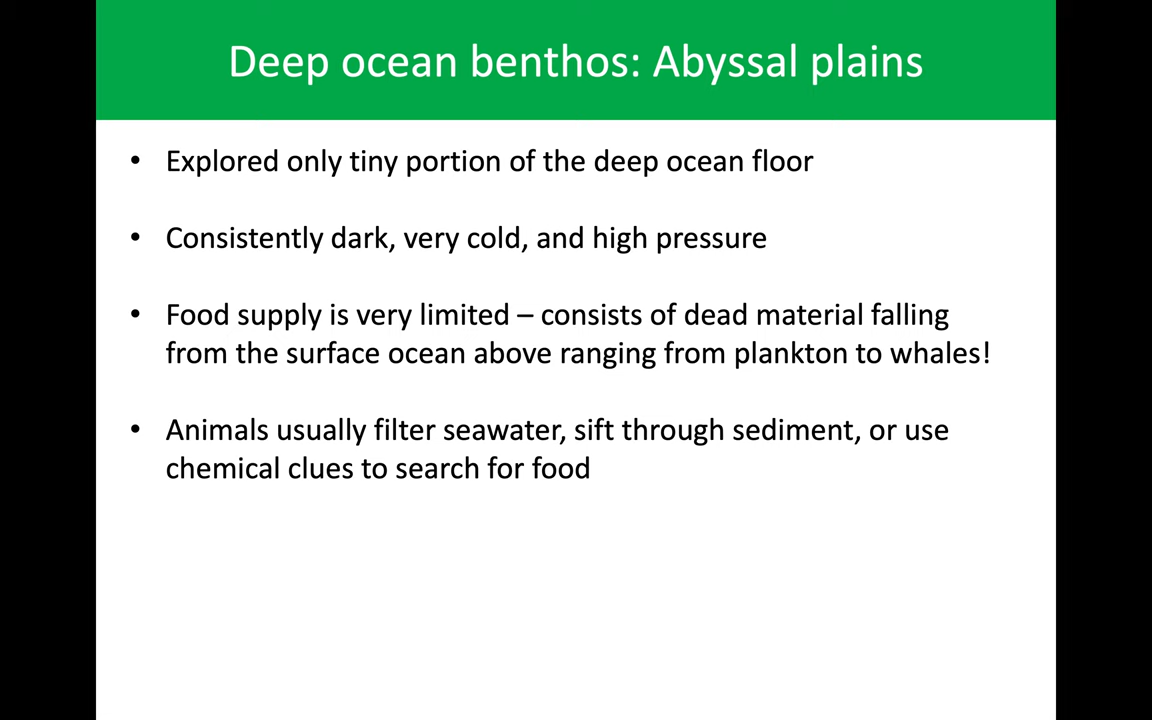 Deep ocean benthos: Abyssal plains
• Explored only tiny portion of the deep ocean floor
• Consistently dark, very cold, and high pressure
• Food supply is very limited – consists of dead material falling
from the surface ocean above ranging from plankton to whales!
• Animals usually filter seawater, sift through sediment, or use
chemical clues to search for food